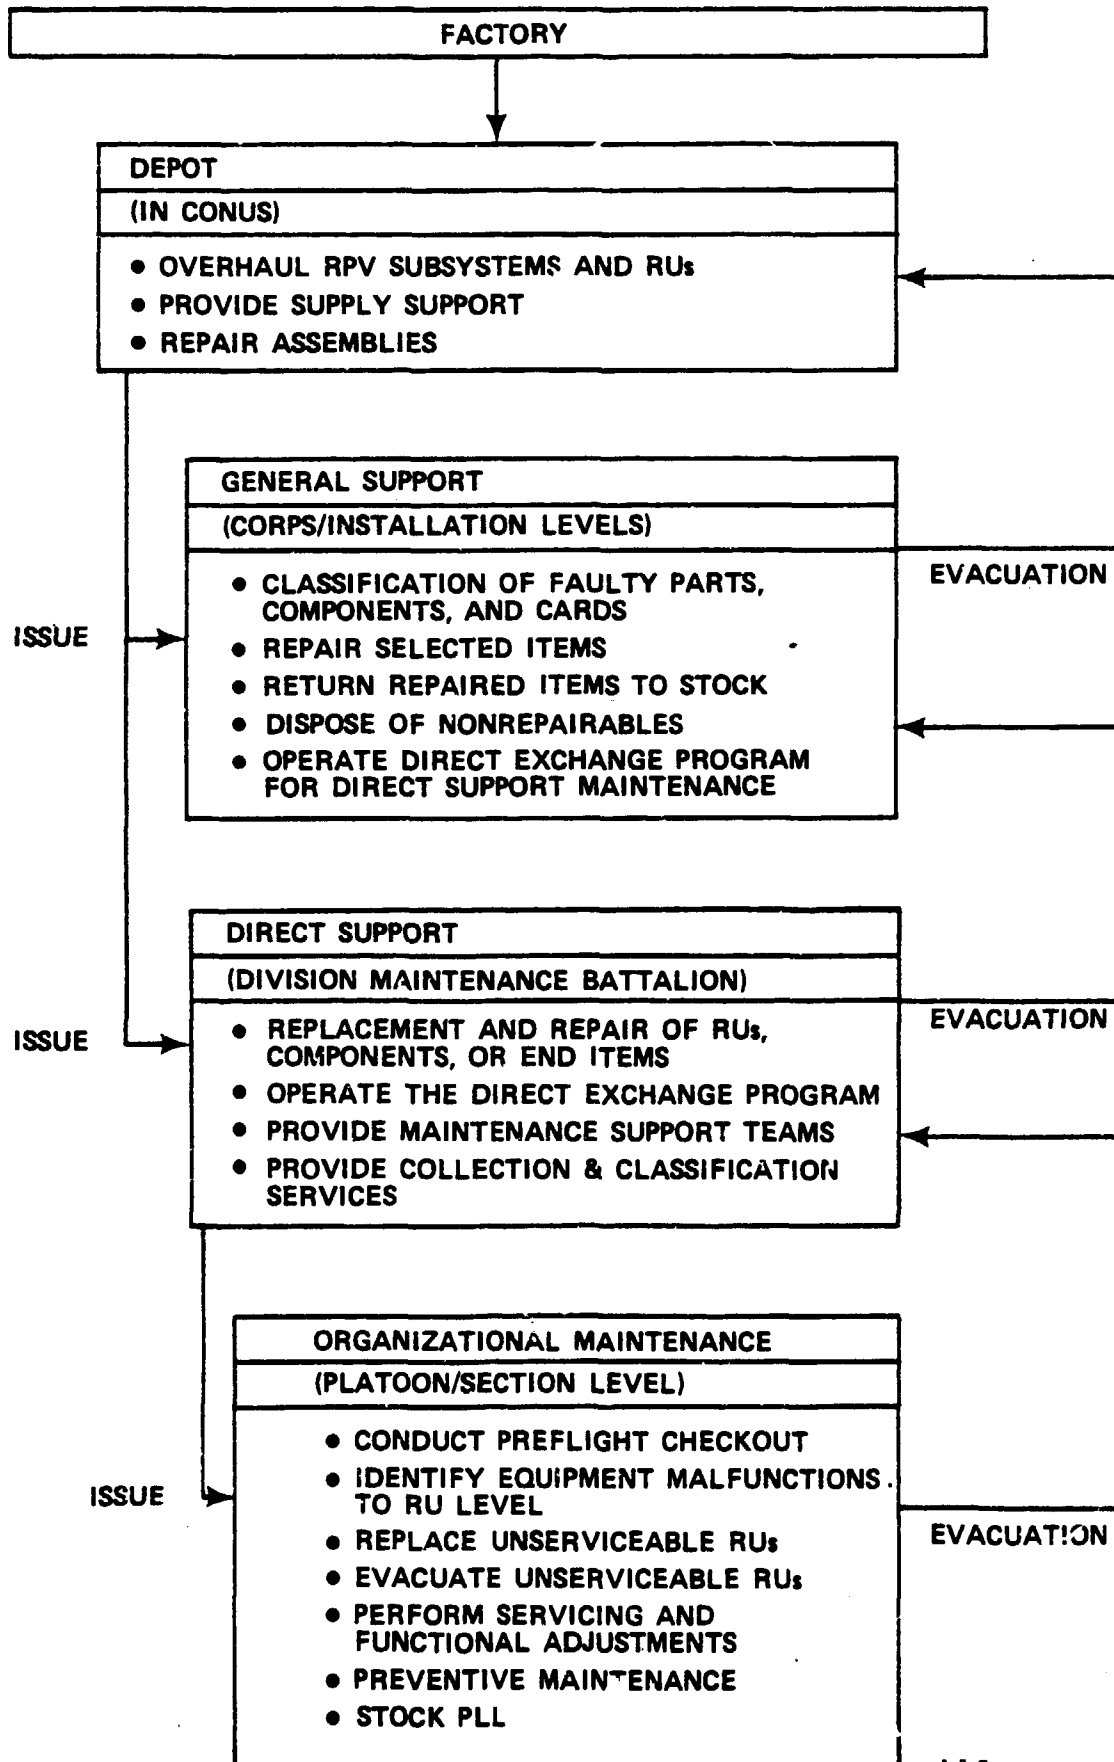 FACTORY
DEPOT
(IN CONUS)
• OVERHAUL RPV SUBSYSTEMS AND RUs
• PROVIDE SUPPLY SUPPORT
• REPAIR ASSEMBLIES
GENERAL SUPPORT
(CORPS/INSTALLATION LEVELS)
EVACUATION
• CLASSIFICATION OF FAULTY PARTS,
COMPONENTS, AND CARDS
ISSUE
• REPAIR SELECTED ITEMS
• RETURN REPAIRED ITEMS TO STOCK
• DISPOSE OF NONREPAIRABLES
• OPERATE DIRECT EXCHANGE PROGRAM
FOR DIRECT SUPPORT MAINTENANCE
DIRECT SUPPORT
(DIVISION MAINTENANCE BATTALION)
EVACUATION
ISSUE
• REPLACEMENT AND REPAIR OF RUs,
COMPONENTS, OR END ITEMS
• OPERATE THE DIRECT EXCHANGE PROGRAM
• PROVIDE MAINTENANCE SUPPORT TEAMS
• PROVIDE COLLECTION & CLASSIFICATION
SERVICES
ORGANIZATIONAL MAINTENANCE
(PLATOON/SECTION LEVEL)
• CONDUCT PREFLIGHT CHECKOUT
• IDENTIFY EQUIPMENT MALFUNCTIONS
TO RU LEVEL
ISSUE
EVACUATION
• REPLACE UNSERVICEABLE RUs
• EVACUATE UNSERVICEABLE RUs
• PERFORM SERVICING AND
FUNCTIONAL ADJUSTMENTS
• PREVENTIVE MAINTENANCE
• STOCK PLL